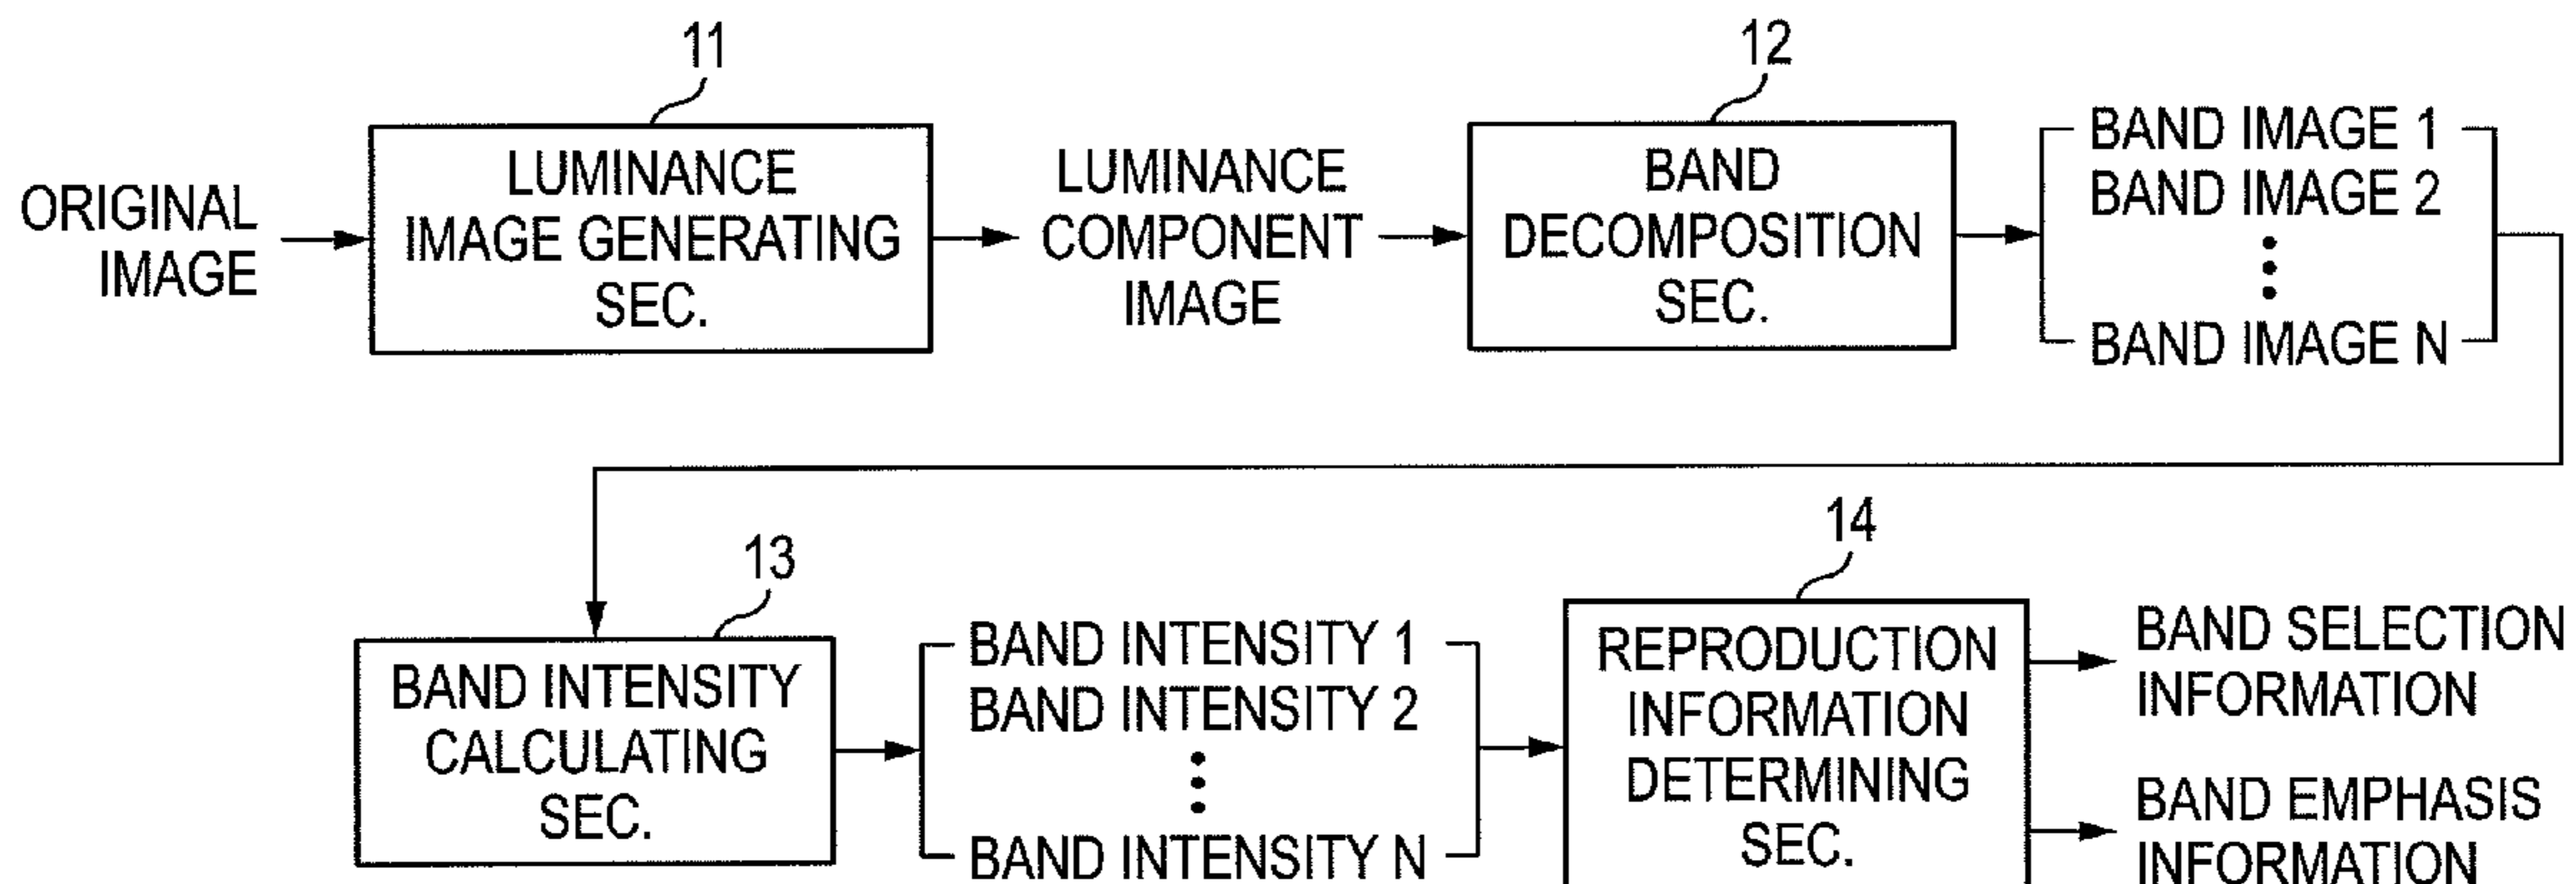 11
12
ORIGINAL
IMAGE
LUMINANCE
IMAGE GENERATING
SEC.
LUMINANCE
COMPONENT
IMAGE
BAND
DECOMPOSITION
SEC.
BAND IMAGE 1
BAND IMAGE 2
BAND IMAGE N
13
14
BAND INTENSITY
CALCULATING
SEC.
BAND INTENSITY 1
BAND INTENSITY 2
BAND INTENSITY N
REPRODUCTION
INFORMATION
DETERMINING
SEC.
BAND SELECTION
INFORMATION
BAND EMPHASIS
INFORMATION